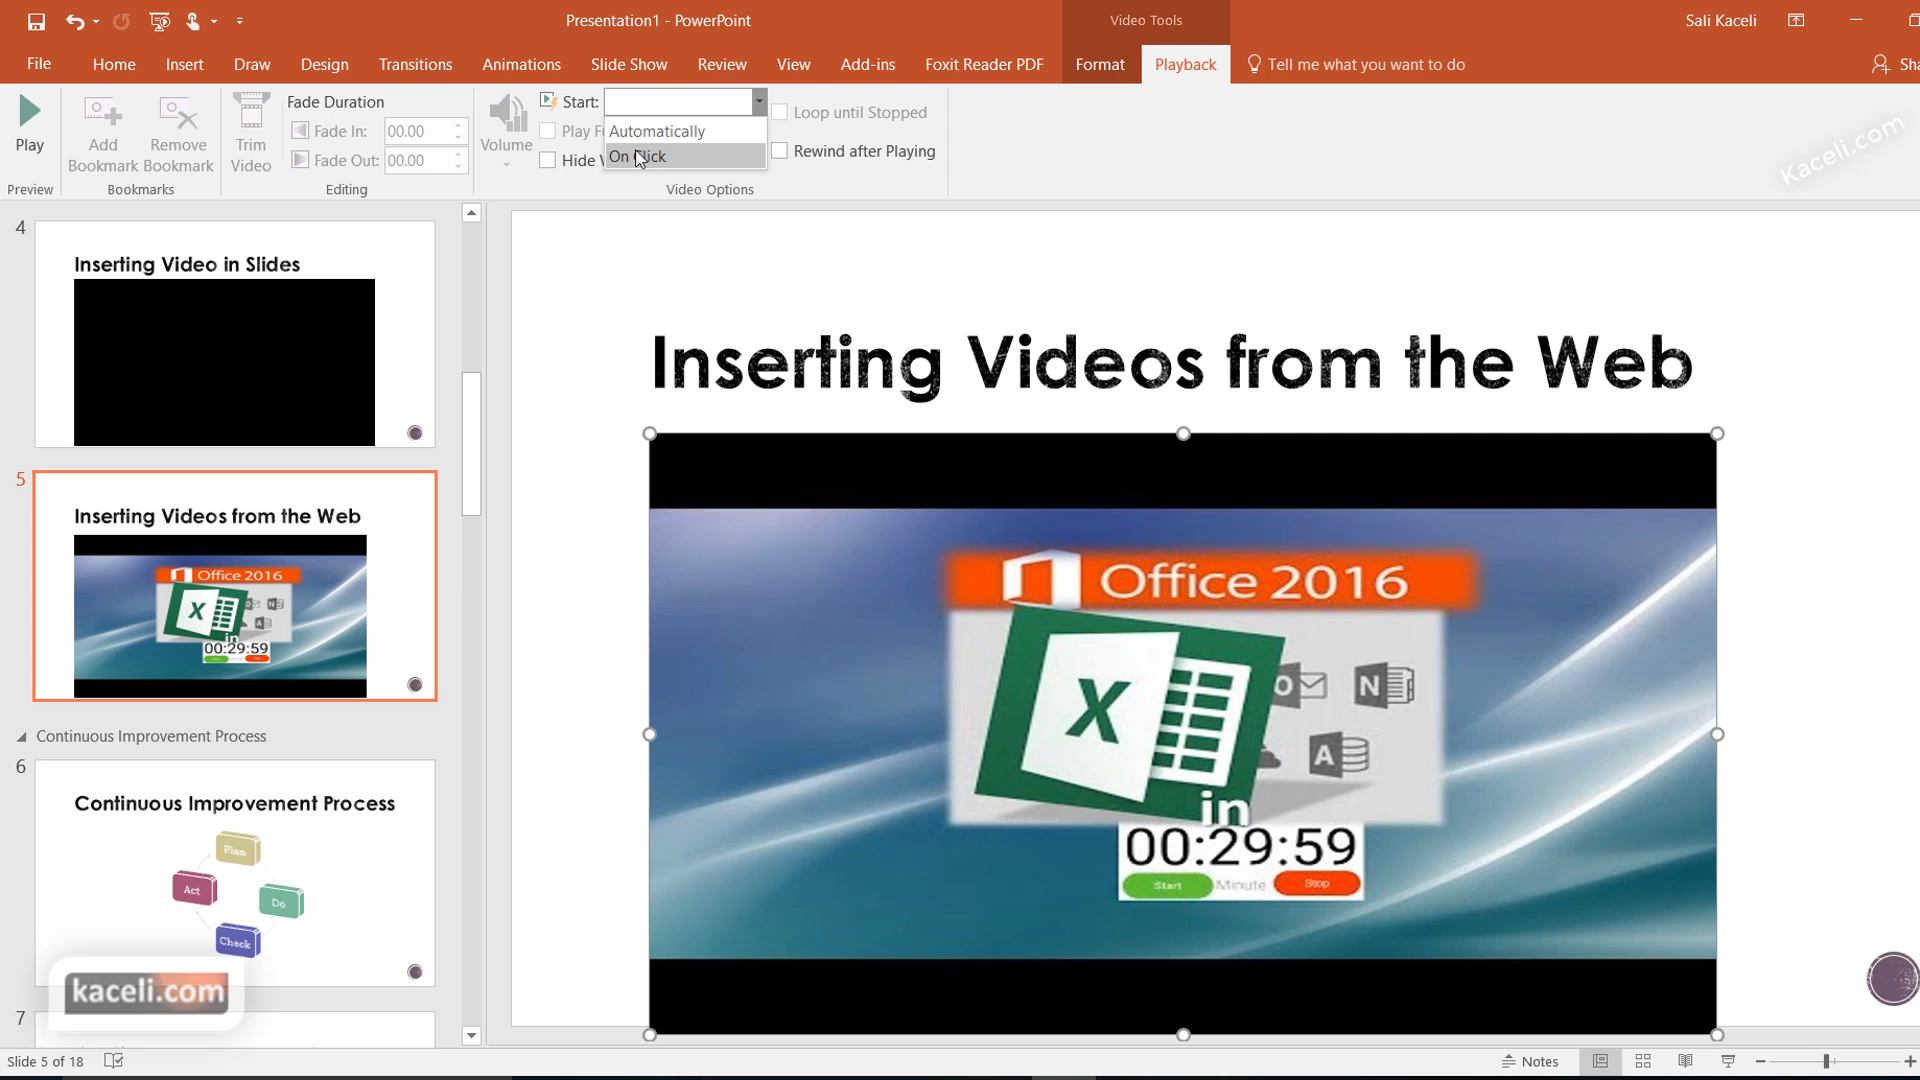 Presentation1 - PowerPoint
Video Tools
Sali Kaceli
File
Home
Insert
Draw
Design
Transitions
Animations
Slide Show
Review
View
Add-ins
Foxit Reader PDF
Format
Playback
Tell me what you want to do
Play
Add Bookmark
Remove Bookmark
Trim Video
Fade Duration
Fade In: 00.00
Fade Out: 00.00
Volume
Start:
Automatically
On Click
Hide
Play
Loop until Stopped
Rewind after Playing
Preview
Bookmarks
Editing
Video Options
Kaceli.com
4
Inserting Video in Slides
5
Inserting Videos from the Web
Office 2016
X
in
00:29:59
Continuous Improvement Process
6
Continuous Improvement Process
Plan
Act
Do
Check
kaceli.com
7
Inserting Videos from the Web
Office 2016
X
O
N
A
in
00:29:59
Start
Minute
Stop
Slide 5 of 18
Notes